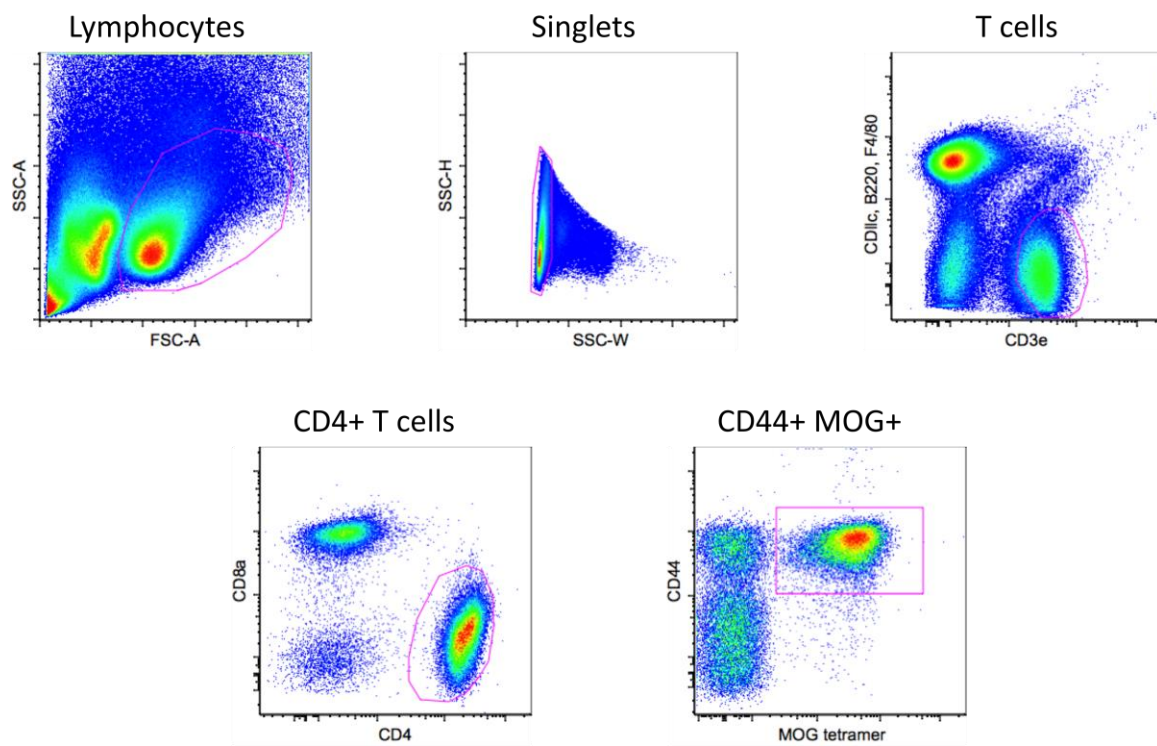 Lymphocytes
SSC-A
FSC-A
Singlets
SSC-H
SSC-W
T cells
CDIIc, B220, F4/80
CD3e
CD4+ T cells
CD8a
CD4
CD44+ MOG+
CD44
MOG tetramer